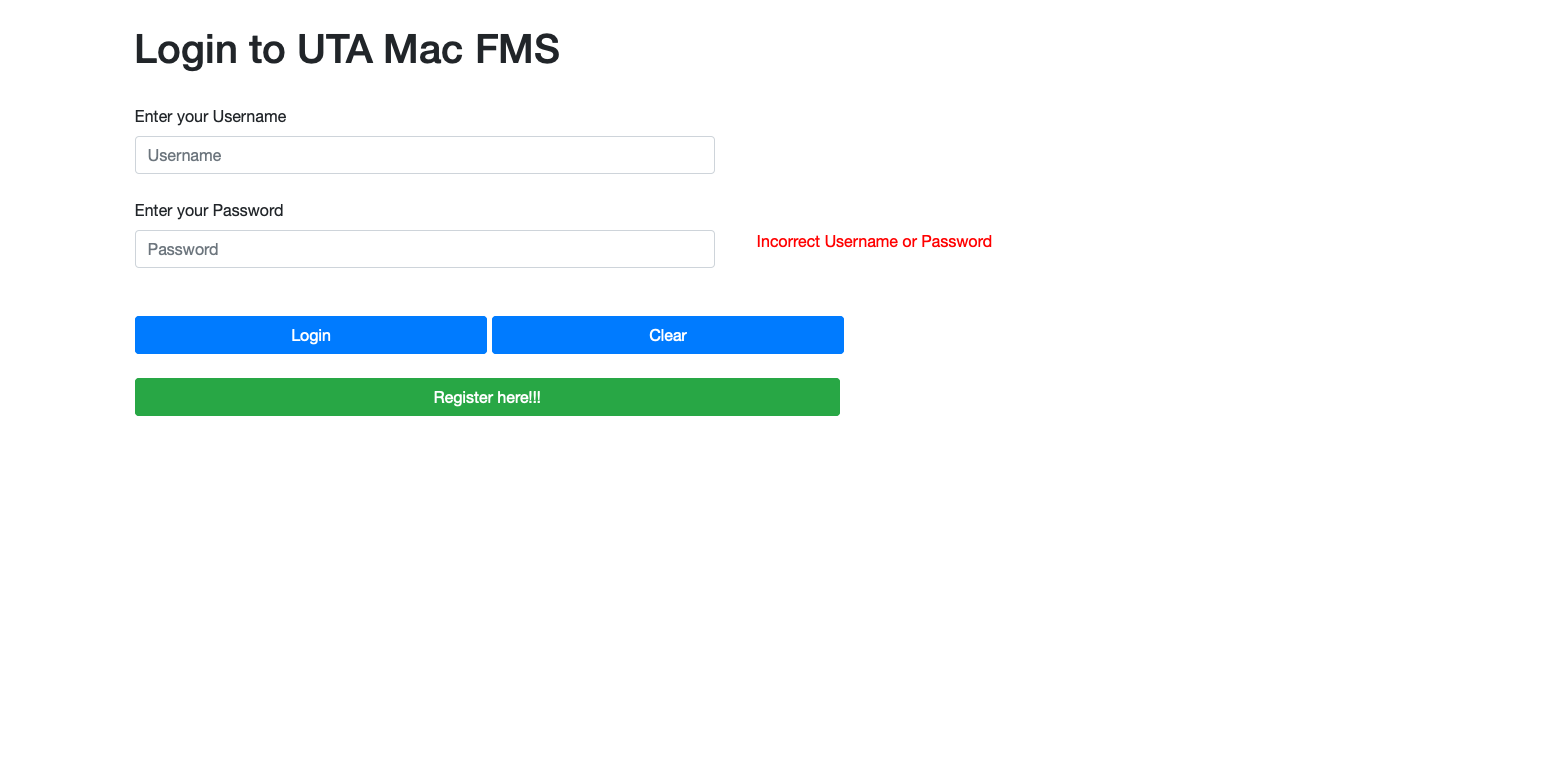 Login to UTA Mac FMS
Enter your Username
Username
Enter your Password
Password
Incorrect Username or Password
Login
Clear
Register here!!!